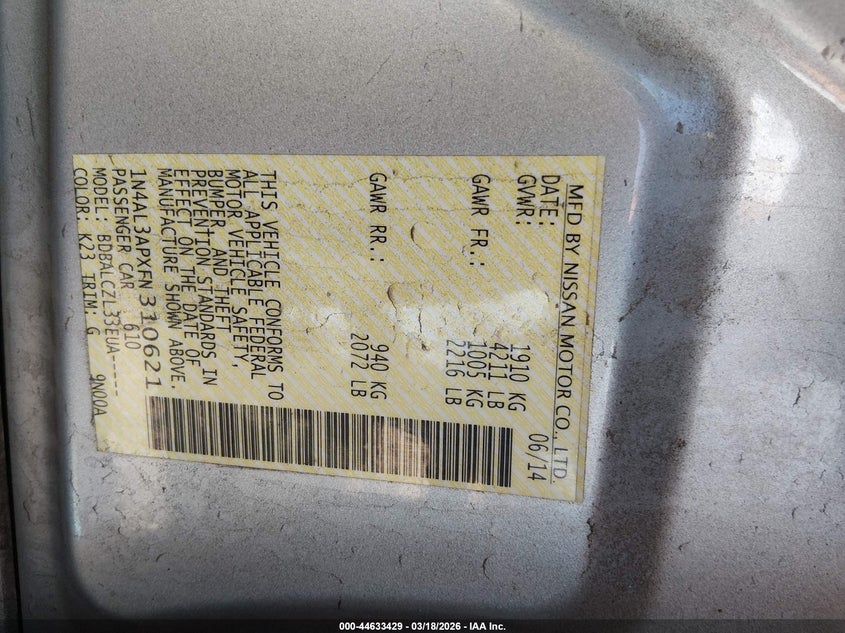 MFD BY NISSAN MOTOR CO., LTD.
DATE: 06/14
GVWR: 1910 KG
4211 LB
GAWR FR.: 1005 KG
2216 LB
GAWR RR.: 940 KG
2072 LB
THIS VEHICLE CONFORMS TO
ALL APPLICABLE FEDERAL
MOTOR VEHICLE SAFETY,
BUMPER, AND THEFT
PREVENTION STANDARDS IN
EFFECT ON THE DATE OF
MANUFACTURE SHOWN ABOVE.
1N4AL3APXFN310621
PASSENGER CAR 610
MODEL: BDBALCZL33EUA-----
COLOR: K23 TRIM: G 9N00A
000-44633429 - 03/18/2026 - IAA Inc.